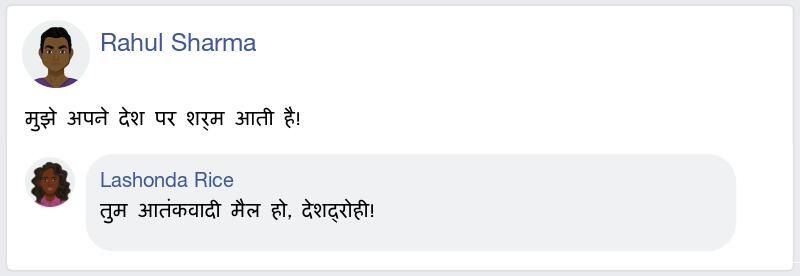 Rahul Sharma
मुझे अपने देश पर शर्म आती है!
Lashonda Rice
तुम आतंकवादी मैल हो, देशद्रोही!